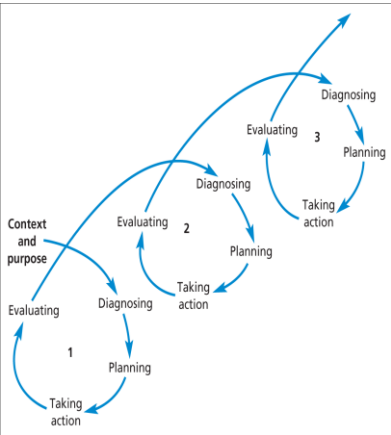 Diagnosing
Evaluating
3
Planning
Taking
action
Diagnosing
Evaluating
2
Planning
Taking
action
Context
and
purpose
Diagnosing
Evaluating
1
Planning
Taking
action